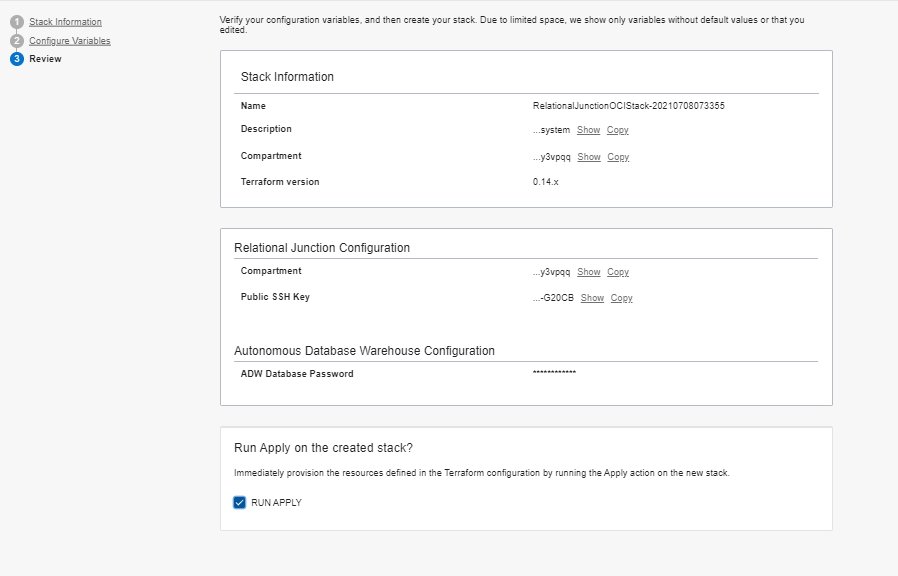 1 Stack Information
2 Configure Variables
3 Review
Verify your configuration variables, and then create your stack. Due to limited space, we show only variables without default values or that you
edited.
Stack Information
Name RelationalJunctionOCIStack-20210708073355
Description ...system Show Copy
Compartment ...y3vpqq Show Copy
Terraform version 0.14.x
Relational Junction Configuration
Compartment ...y3vpqq Show Copy
Public SSH Key ...-G20CB Show Copy
Autonomous Database Warehouse Configuration
ADW Database Password ************
Run Apply on the created stack?
Immediately provision the resources defined in the Terraform configuration by running the Apply action on the new stack.
RUN APPLY